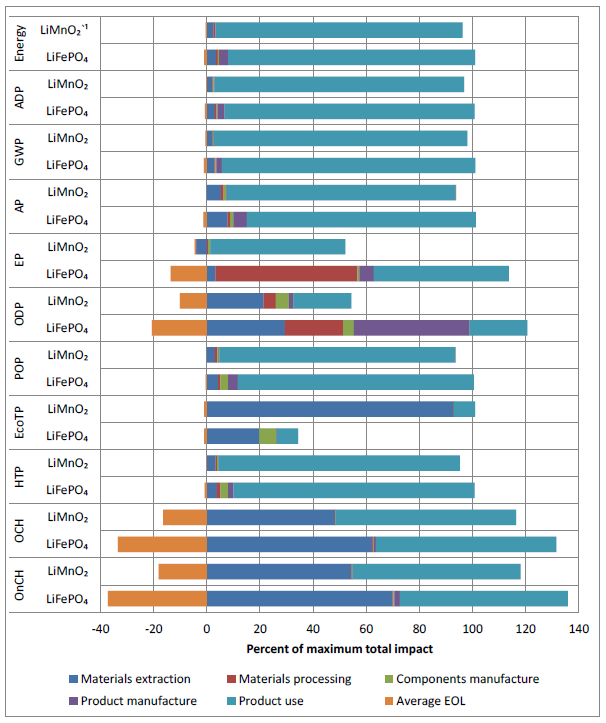 Energy
LiMnO₂`¹
LiFePO₄
ADP
LiMnO₂
LiFePO₄
GWP
LiMnO₂
LiFePO₄
AP
LiMnO₂
LiFePO₄
EP
LiMnO₂
LiFePO₄
ODP
LiMnO₂
LiFePO₄
POP
LiMnO₂
LiFePO₄
EcoTP
LiMnO₂
LiFePO₄
HTP
LiMnO₂
LiFePO₄
OCH
LiMnO₂
LiFePO₄
OnCH
LiMnO₂
LiFePO₄
-40 -20 0 20 40 60 80 100 120 140
Percent of maximum total impact
Materials extraction Materials processing Components manufacture
Product manufacture Product use Average EOL